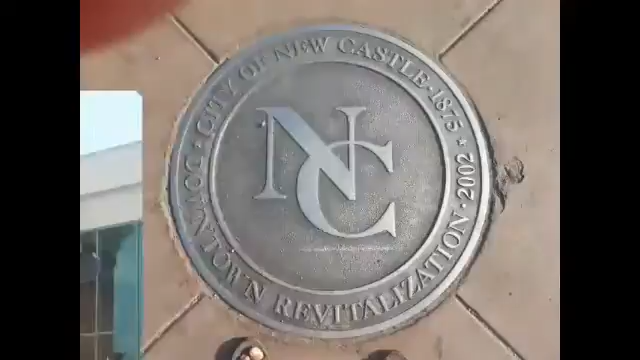 CITY OF NEW CASTLE · 1875 · 2002 · DOWNTOWN REVITALIZATION ·
NC